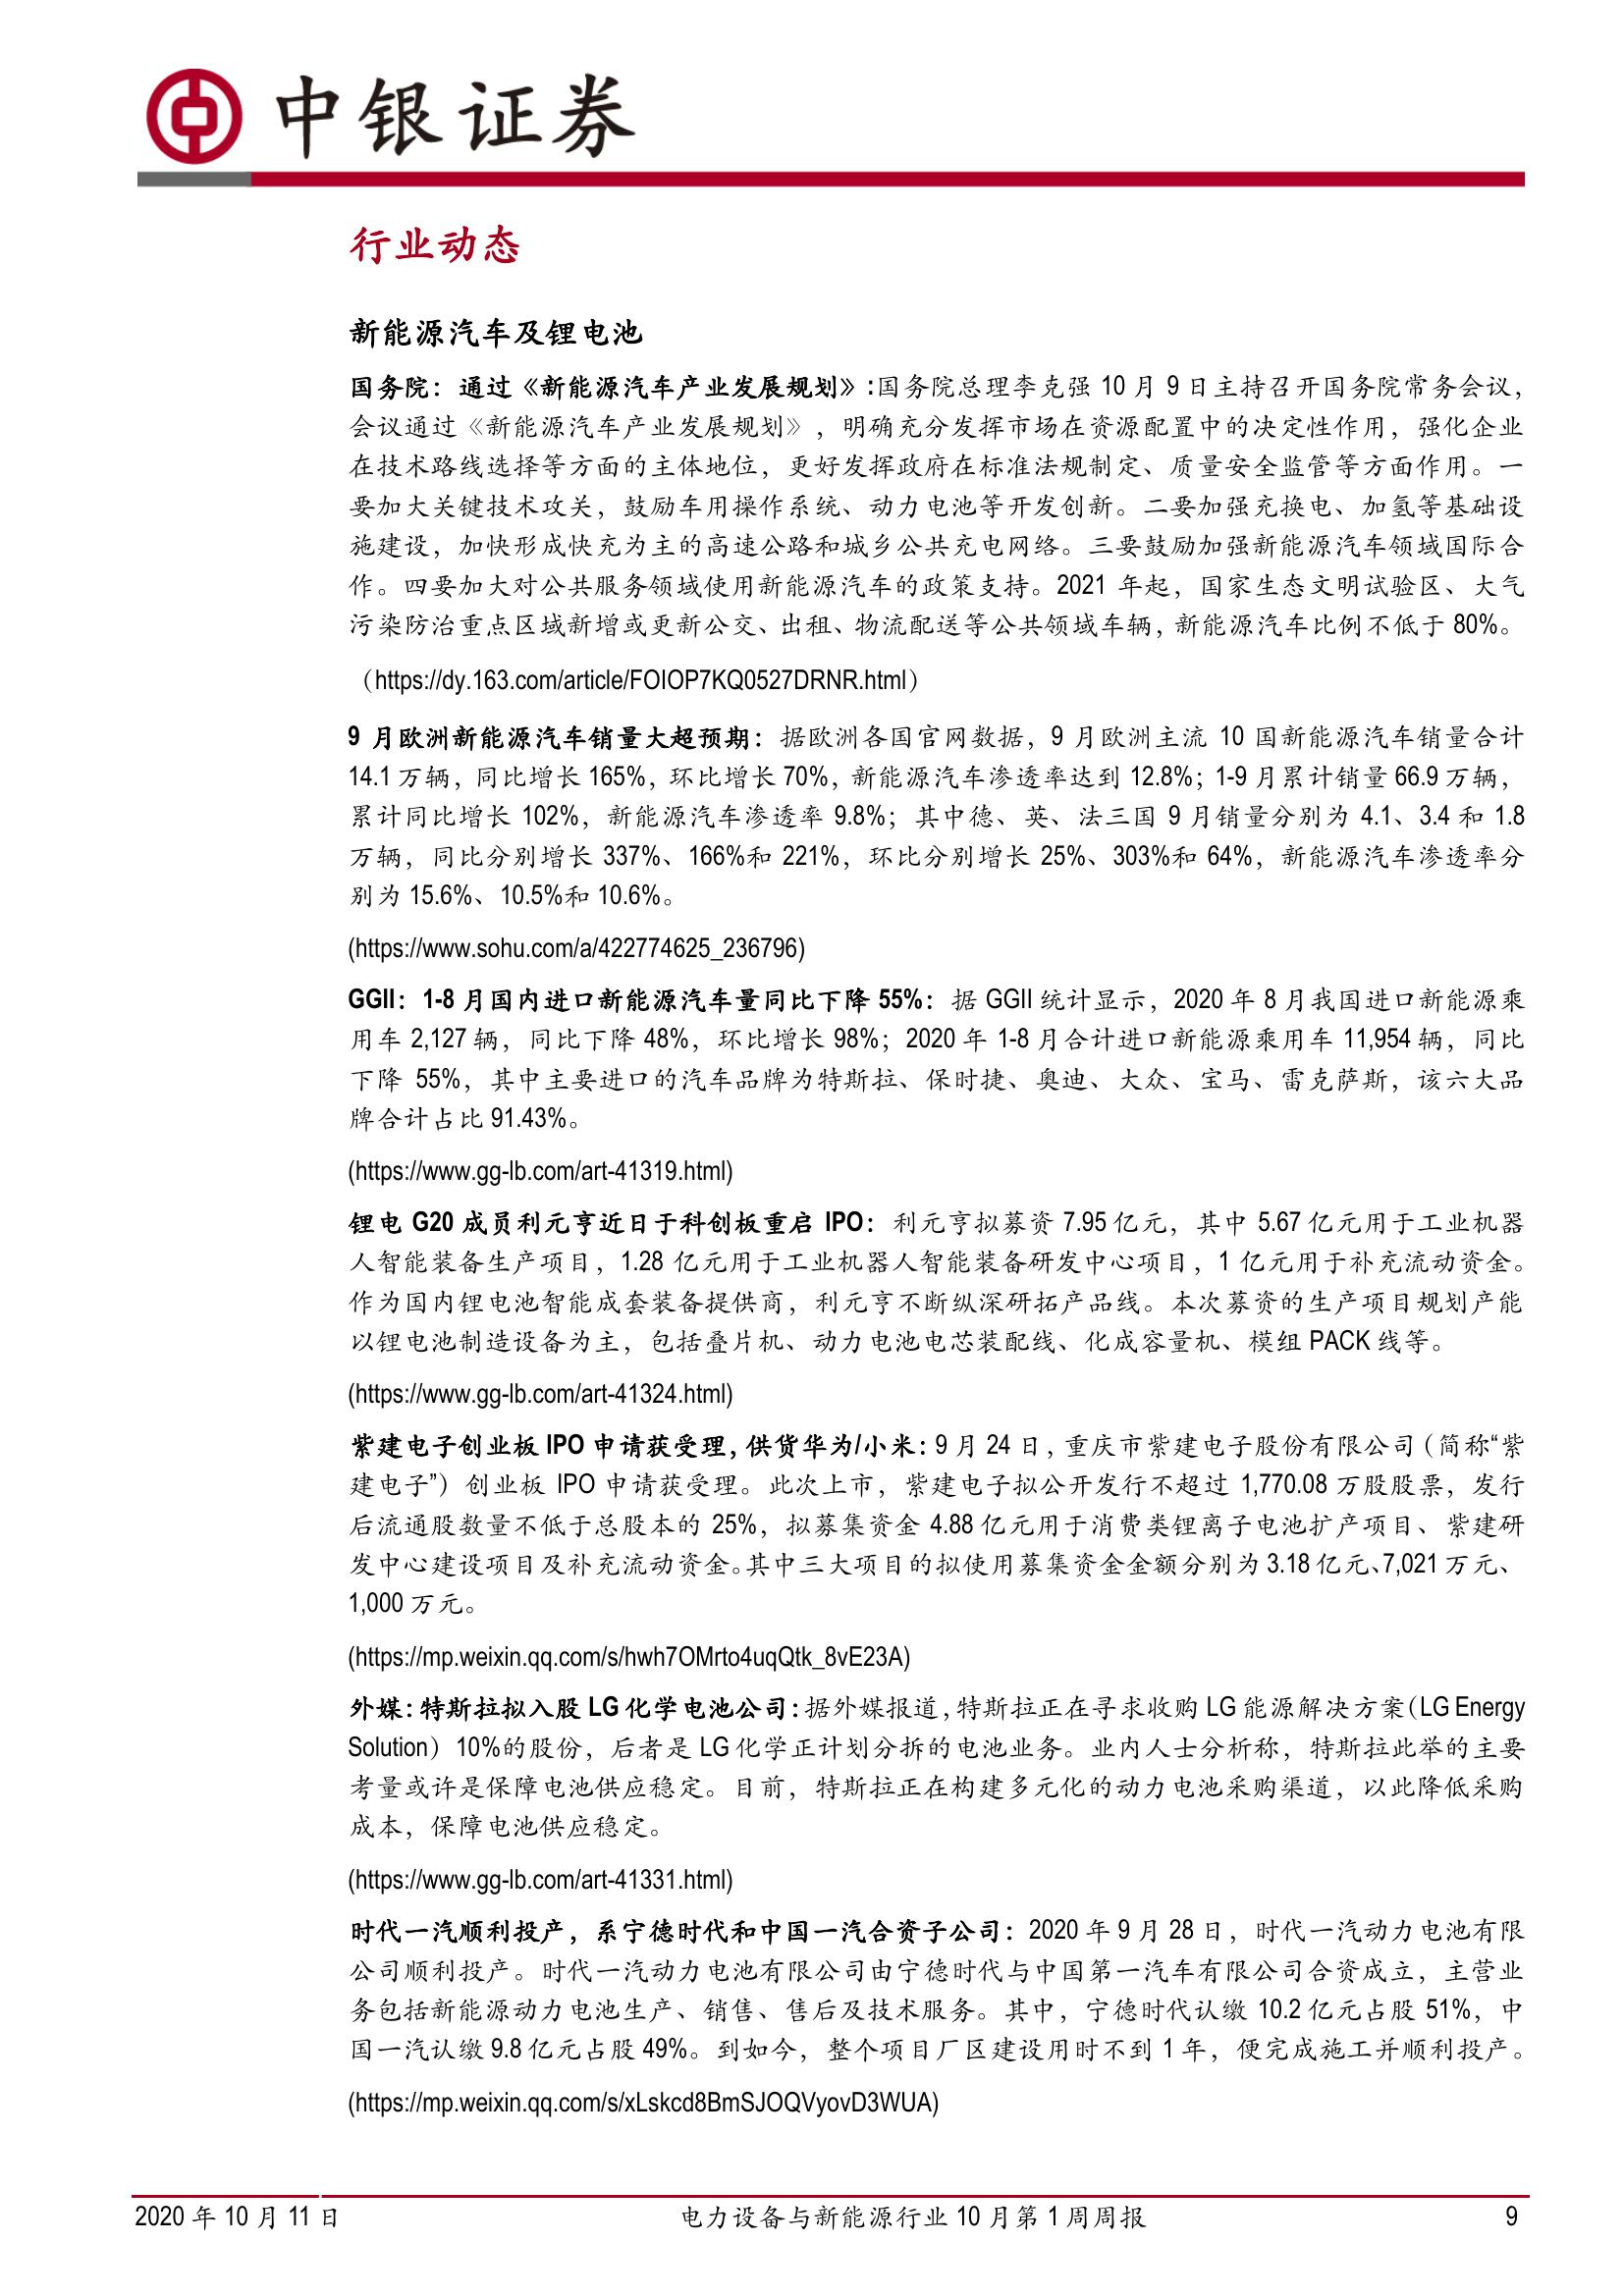 中银证券
行业动态
新能源汽车及锂电池
国务院：通过《新能源汽车产业发展规划》:国务院总理李克强 10 月 9 日主持召开国务院常务会议，
会议通过《新能源汽车产业发展规划》，明确充分发挥市场在资源配置中的决定性作用，强化企业
在技术路线选择等方面的主体地位，更好发挥政府在标准法规制定、质量安全监管等方面作用。一
要加大关键技术攻关，鼓励车用操作系统、动力电池等开发创新。二要加强充换电、加氢等基础设
施建设，加快形成快充为主的高速公路和城乡公共充电网络。三要鼓励加强新能源汽车领域国际合
作。四要加大对公共服务领域使用新能源汽车的政策支持。2021 年起，国家生态文明试验区、大气
污染防治重点区域新增或更新公交、出租、物流配送等公共领域车辆，新能源汽车比例不低于 80%。
（https://dy.163.com/article/FOIOP7KQ0527DRNR.html）
9 月欧洲新能源汽车销量大超预期：据欧洲各国官网数据，9 月欧洲主流 10 国新能源汽车销量合计
14.1 万辆，同比增长 165%，环比增长 70%，新能源汽车渗透率达到 12.8%；1-9 月累计销量 66.9 万辆，
累计同比增长 102%，新能源汽车渗透率 9.8%；其中德、英、法三国 9 月销量分别为 4.1、3.4 和 1.8
万辆，同比分别增长 337%、166%和 221%，环比分别增长 25%、303%和 64%，新能源汽车渗透率分
别为 15.6%、10.5%和 10.6%。
(https://www.sohu.com/a/422774625_236796)
GGII：1-8 月国内进口新能源汽车量同比下降 55%：据 GGII 统计显示，2020 年 8 月我国进口新能源乘
用车 2,127 辆，同比下降 48%，环比增长 98%；2020 年 1-8 月合计进口新能源乘用车 11,954 辆，同比
下降 55%，其中主要进口的汽车品牌为特斯拉、保时捷、奥迪、大众、宝马、雷克萨斯，该六大品
牌合计占比 91.43%。
(https://www.gg-lb.com/art-41319.html)
锂电 G20 成员利元亨近日于科创板重启 IPO：利元亨拟募资 7.95 亿元，其中 5.67 亿元用于工业机器
人智能装备生产项目，1.28 亿元用于工业机器人智能装备研发中心项目，1 亿元用于补充流动资金。
作为国内锂电池智能成套装备提供商，利元亨不断纵深研拓产品线。本次募资的生产项目规划产能
以锂电池制造设备为主，包括叠片机、动力电池电芯装配线、化成容量机、模组 PACK 线等。
(https://www.gg-lb.com/art-41324.html)
紫建电子创业板 IPO 申请获受理，供货华为/小米：9 月 24 日，重庆市紫建电子股份有限公司（简称“紫
建电子”）创业板 IPO 申请获受理。此次上市，紫建电子拟公开发行不超过 1,770.08 万股股票，发行
后流通股数量不低于总股本的 25%，拟募集资金 4.88 亿元用于消费类锂离子电池扩产项目、紫建研
发中心建设项目及补充流动资金。其中三大项目的拟使用募集资金金额分别为 3.18 亿元、7,021 万元、
1,000 万元。
(https://mp.weixin.qq.com/s/hwh7OMrto4uqQtk_8vE23A)
外媒：特斯拉拟入股 LG 化学电池公司：据外媒报道，特斯拉正在寻求收购 LG 能源解决方案（LG Energy
Solution）10%的股份，后者是 LG 化学正计划分拆的电池业务。业内人士分析称，特斯拉此举的主要
考量或许是保障电池供应稳定。目前，特斯拉正在构建多元化的动力电池采购渠道，以此降低采购
成本，保障电池供应稳定。
(https://www.gg-lb.com/art-41331.html)
时代一汽顺利投产，系宁德时代和中国一汽合资子公司：2020 年 9 月 28 日，时代一汽动力电池有限
公司顺利投产。时代一汽动力电池有限公司由宁德时代与中国第一汽车有限公司合资成立，主营业
务包括新能源动力电池生产、销售、售后及技术服务。其中，宁德时代认缴 10.2 亿元占股 51%，中
国一汽认缴 9.8 亿元占股 49%。到如今，整个项目厂区建设用时不到 1 年，便完成施工并顺利投产。
(https://mp.weixin.qq.com/s/xLskcd8BmSJOQVyovD3WUA)
2020 年 10 月 11 日 电力设备与新能源行业 10 月第 1 周周报 9